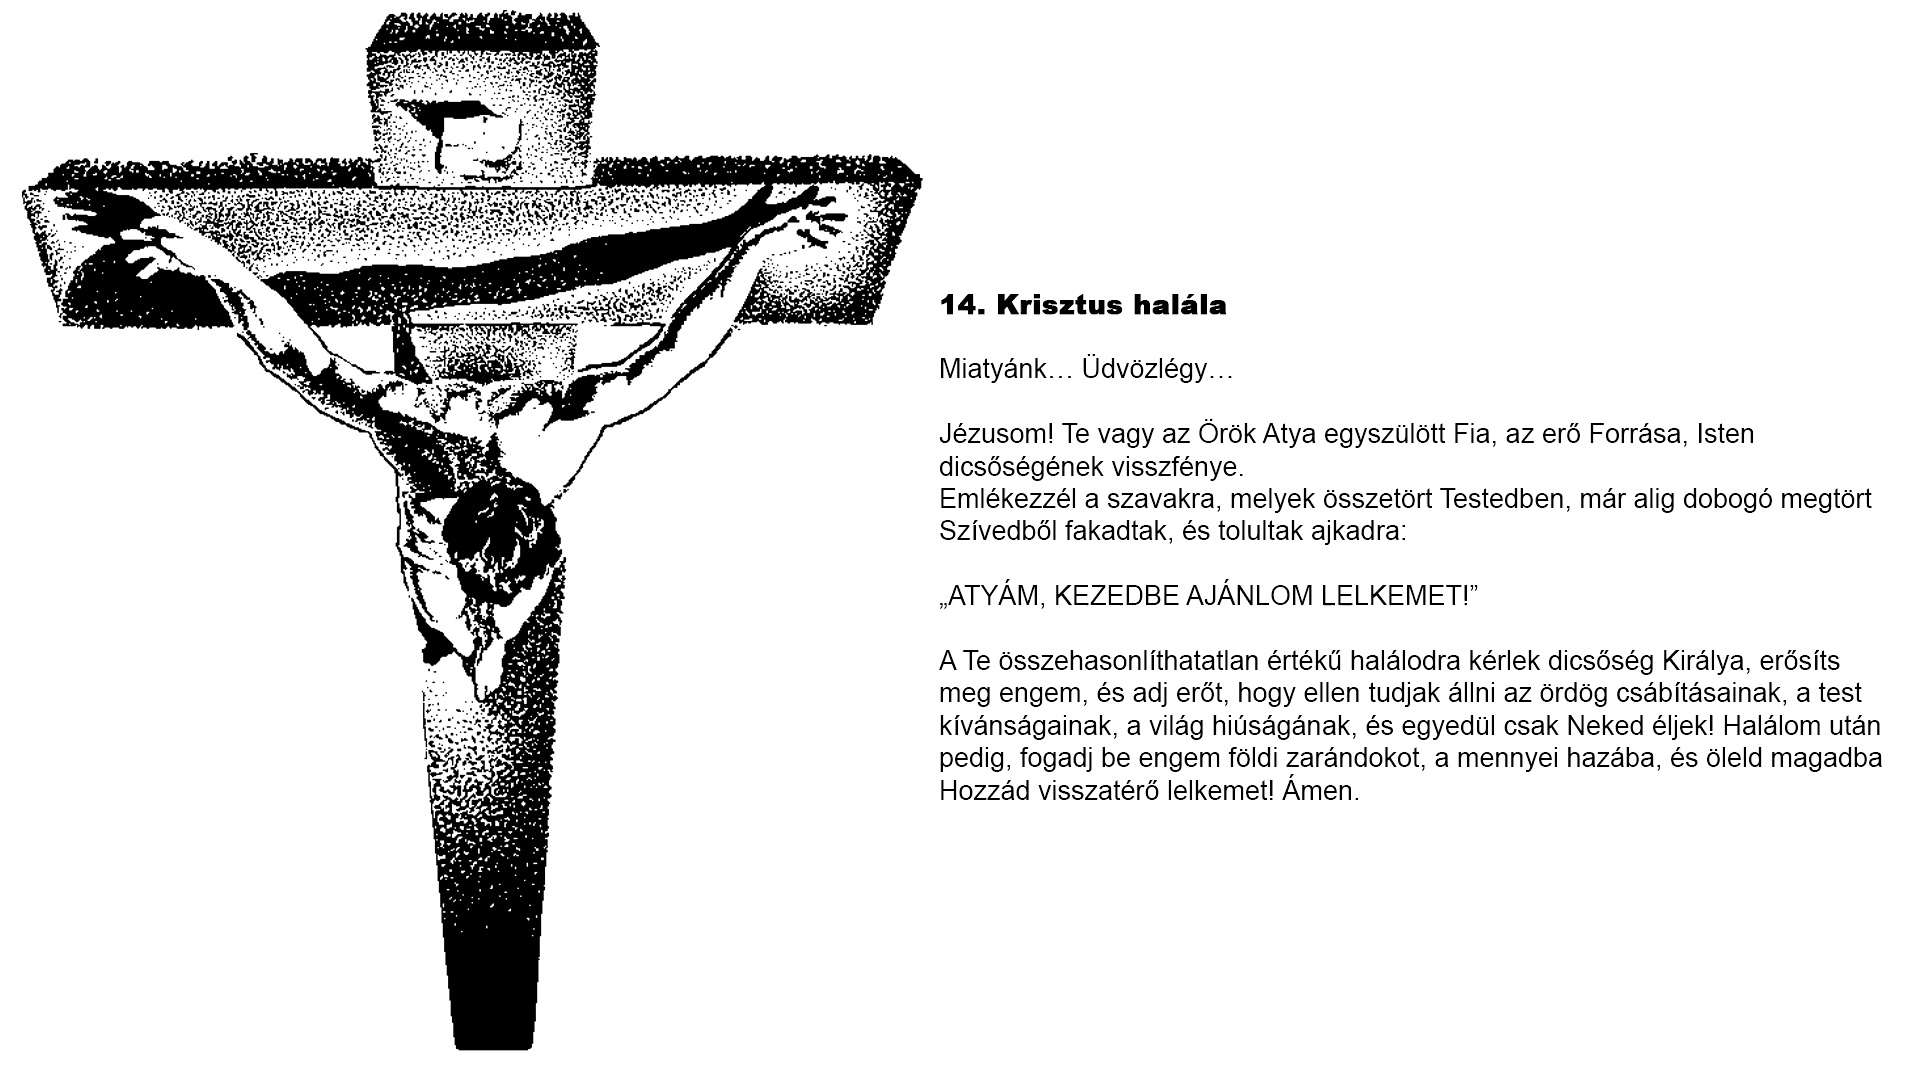 14. Krisztus halála
Miatyánk… Üdvözlégy…
Jézusom! Te vagy az Örök Atya egyszülött Fia, az erő Forrása, Isten
dicsőségének visszfénye.
Emlékezzél a szavakra, melyek összetört Testedben, már alig dobogó megtört
Szívedből fakadtak, és tolultak ajkadra:
„ATYÁM, KEZEDBE AJÁNLOM LELKEMET!”
A Te összehasonlíthatatlan értékű halálodra kérlek dicsőség Királya, erősíts
meg engem, és adj erőt, hogy ellen tudjak állni az ördög csábításainak, a test
kívánságainak, a világ hiúságának, és egyedül csak Neked éljek! Halálom után
pedig, fogadj be engem földi zarándokot, a mennyei hazába, és öleld magadba
Hozzád visszatérő lelkemet! Ámen.